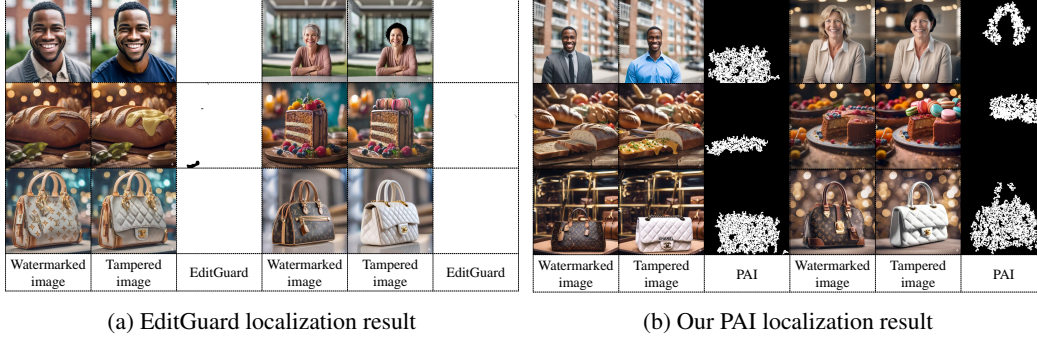 Watermarked image
Tampered image
EditGuard
Watermarked image
Tampered image
EditGuard
Watermarked image
Tampered image
PAI
Watermarked image
Tampered image
PAI
(a) EditGuard localization result
(b) Our PAI localization result